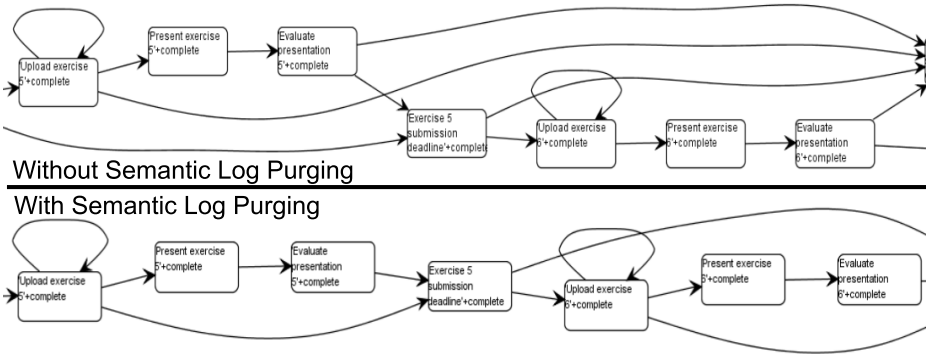 'Upload exercise
5'+complete
'Present exercise
5'+complete
'Evaluate
presentation
5'+complete
'Exercise 5
submission
deadline'+complete
'Upload exercise
6'+complete
'Present exercise
6'+complete
'Evaluate
presentation
6'+complete
Without Semantic Log Purging
With Semantic Log Purging
'Upload exercise
5'+complete
'Present exercise
5'+complete
'Evaluate
presentation
5'+complete
'Exercise 5
submission
deadline'+complete
'Upload exercise
6'+complete
'Present exercise
6'+complete
'Evaluate
presentation
6'+complete